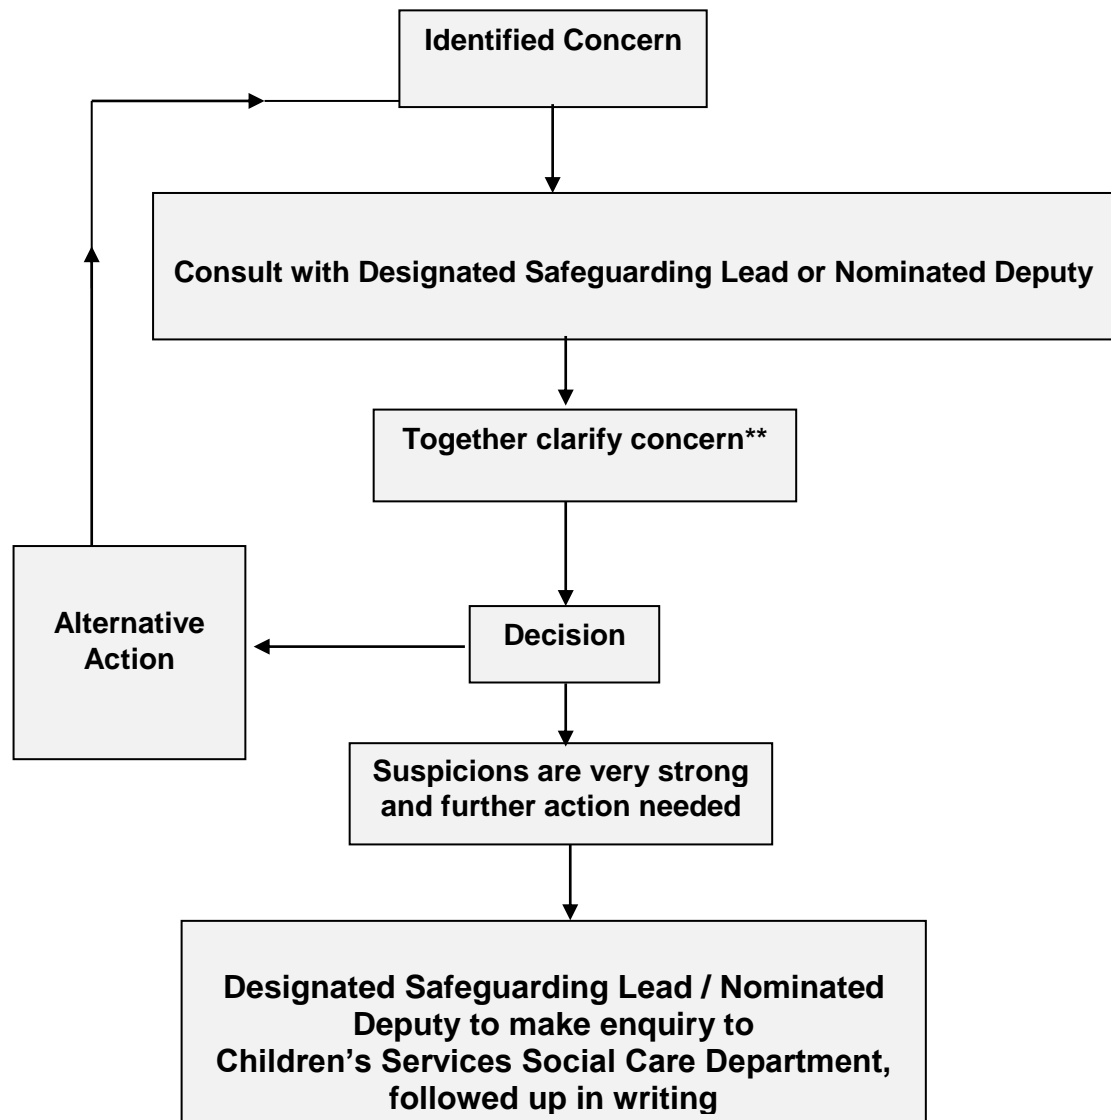 Identified Concern
Consult with Designated Safeguarding Lead or Nominated Deputy
Together clarify concern**
Alternative
Action
Decision
Suspicions are very strong
and further action needed
Designated Safeguarding Lead / Nominated
Deputy to make enquiry to
Children’s Services Social Care Department,
followed up in writing